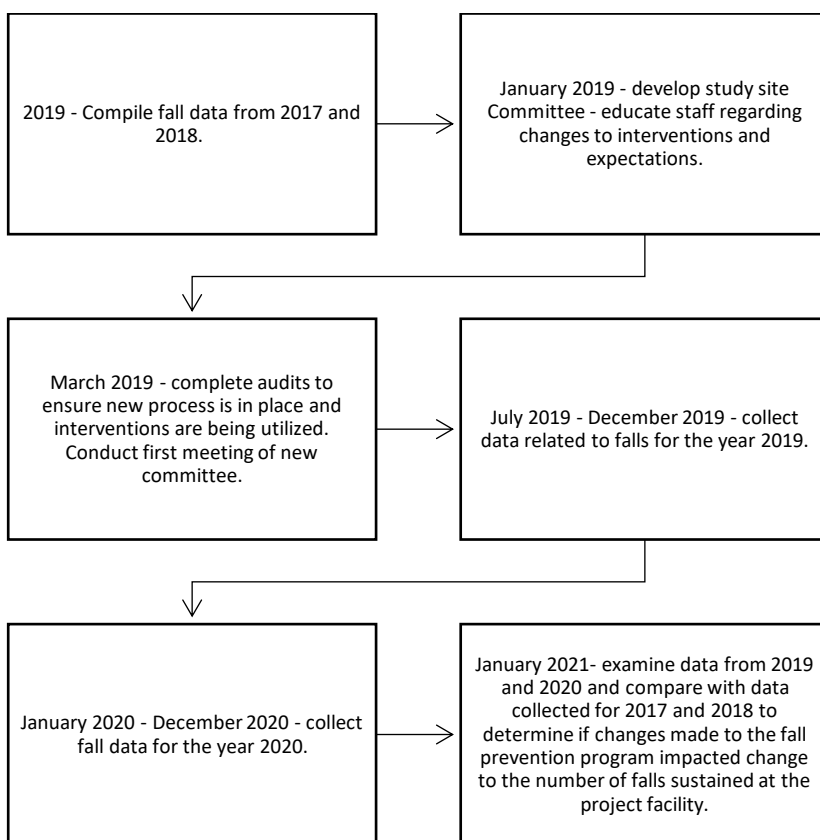 2019 - Compile fall data from 2017 and
2018.
January 2019 - develop study site
Committee - educate staff regarding
changes to interventions and
expectations.
March 2019 - complete audits to
ensure new process is in place and
interventions are being utilized.
Conduct first meeting of new
committee.
July 2019 - December 2019 - collect
data related to falls for the year 2019.
January 2020 - December 2020 - collect
fall data for the year 2020.
January 2021- examine data from 2019
and 2020 and compare with data
collected for 2017 and 2018 to
determine if changes made to the fall
prevention program impacted change
to the number of falls sustained at the
project facility.